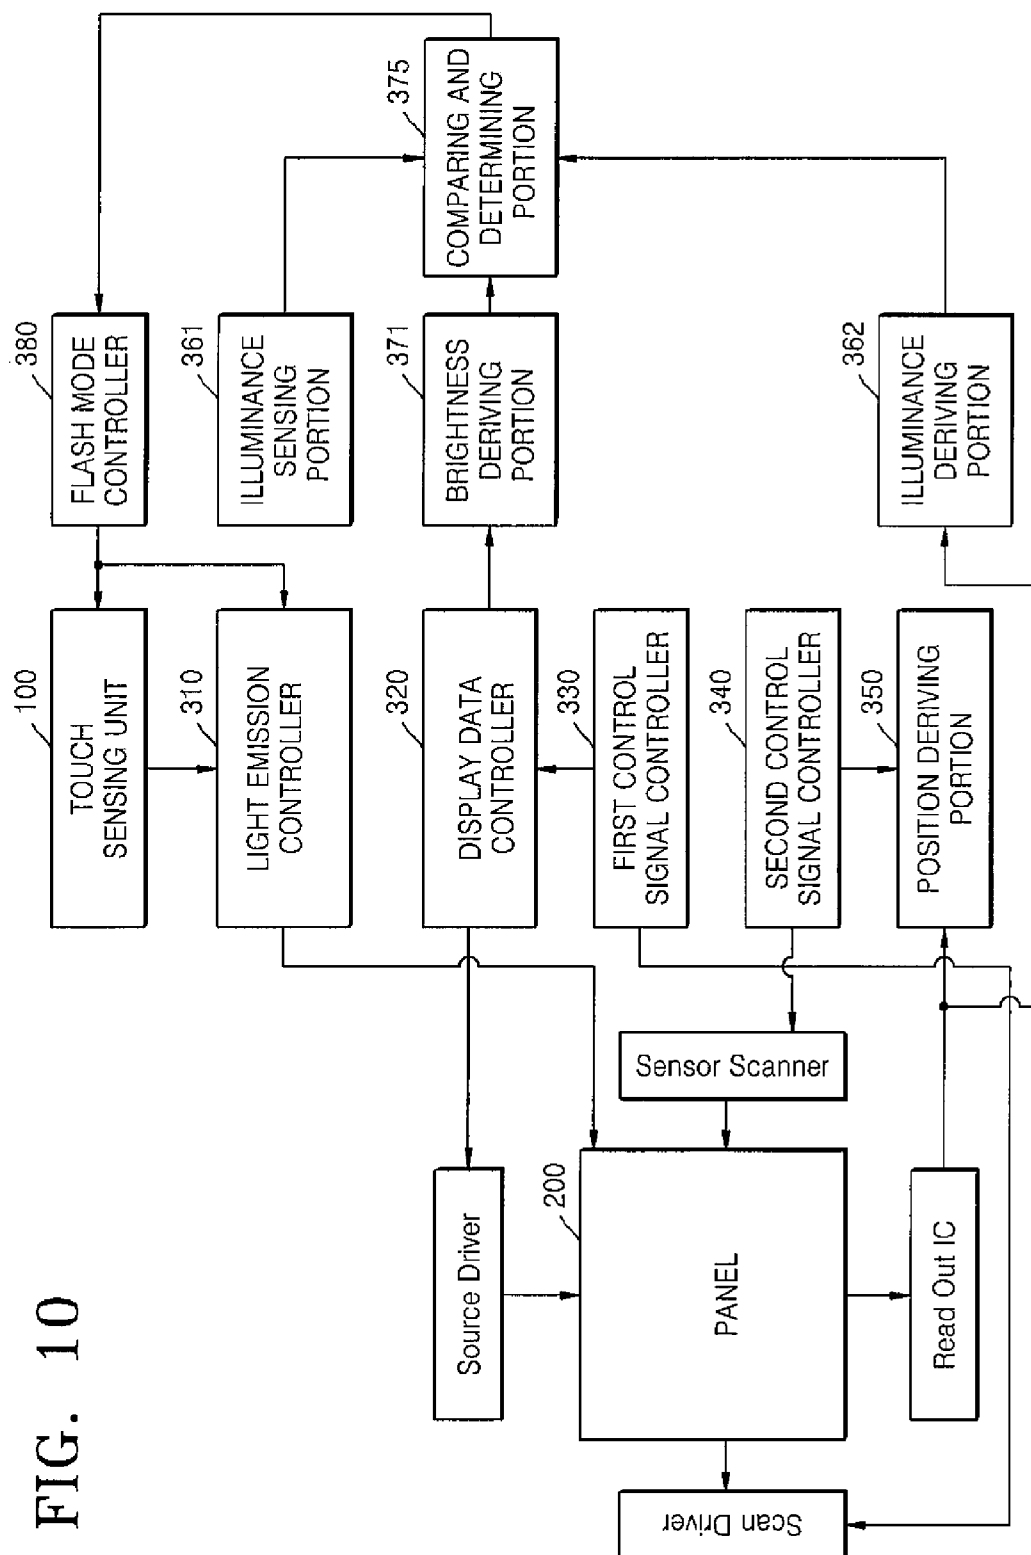 FIG. 10
100
TOUCH
SENSING UNIT
380
FLASH MODE
CONTROLLER
310
LIGHT EMISSION
CONTROLLER
361
ILLUMINANCE
SENSING
PORTION
375
COMPARING AND
DETERMINING
PORTION
Source Driver
320
DISPLAY DATA
CONTROLLER
371
BRIGHTNESS
DERIVING
PORTION
200
PANEL
330
FIRST CONTROL
SIGNAL CONTROLLER
Scan Driver
Sensor Scanner
340
SECOND CONTROL
SIGNAL CONTROLLER
Read Out IC
350
POSITION DERIVING
PORTION
362
ILLUMINANCE
DERIVING
PORTION